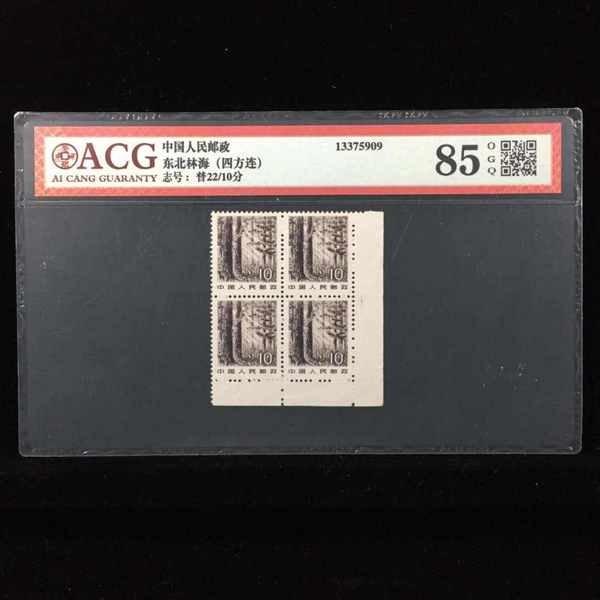 ACG
AI CANG GUARANTY
中国人民邮政
东北林海（四方连）
志号：普22/10分
13375909
85
O
G
Q
10
中国人民邮政
10
中国人民邮政
10
中国人民邮政
10
中国人民邮政